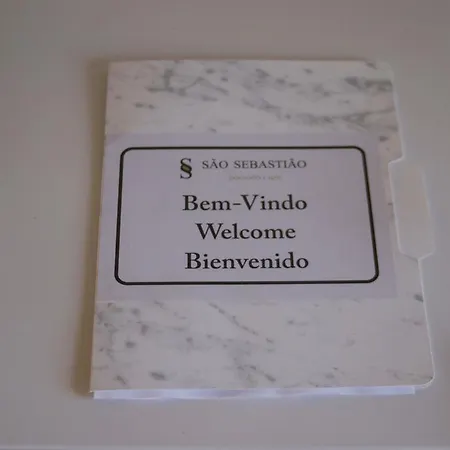 SÃO SEBASTIÃO
Bem-Vindo
Welcome
Bienvenido